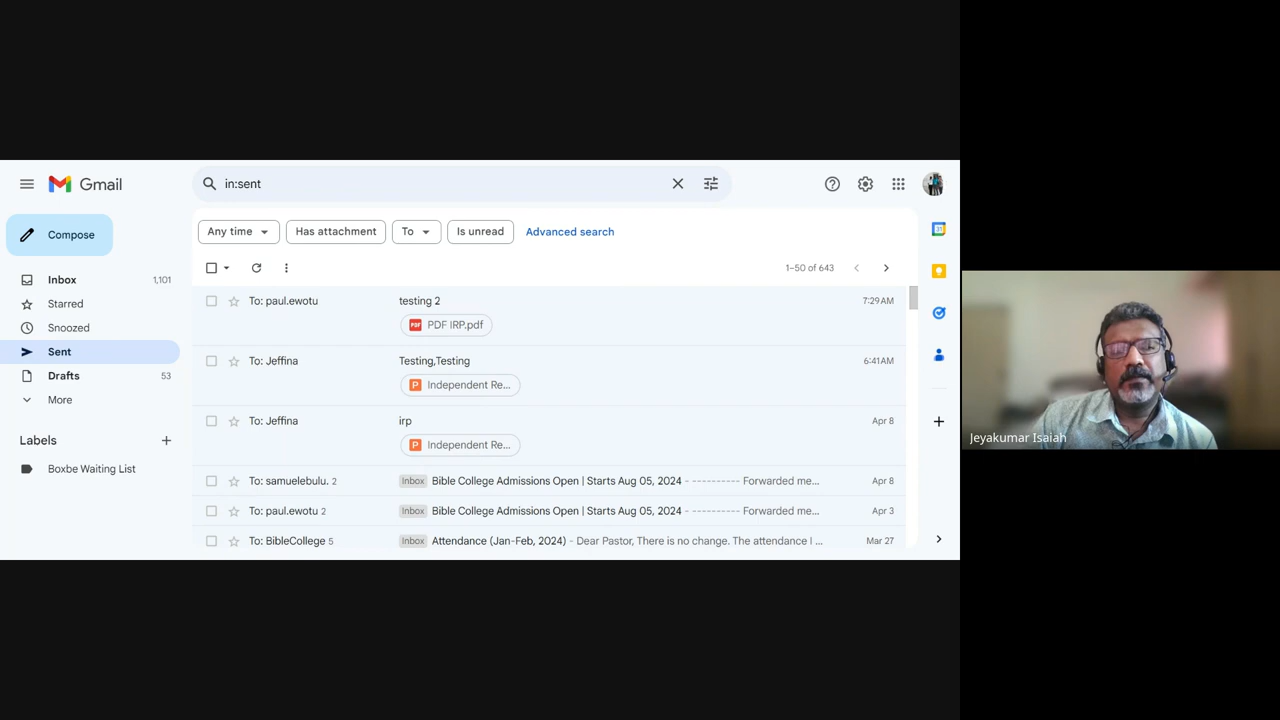 Gmail
in:sent
Compose
Any time
Has attachment
To
Is unread
Advanced search
1–50 of 643
Inbox 1,101
Starred
Snoozed
Sent
Drafts 53
More
Labels
Boxbe Waiting List
To: paul.ewotu testing 2 7:29 AM
PDF PDF IRP.pdf
To: Jeffina Testing,Testing 6:41 AM
P Independent Re...
To: Jeffina irp Apr 8
P Independent Re...
To: samuelebulu. 2 Inbox Bible College Admissions Open | Starts Aug 05, 2024 - ---------- Forwarded me... Apr 8
To: paul.ewotu 2 Inbox Bible College Admissions Open | Starts Aug 05, 2024 - ---------- Forwarded me... Apr 3
To: BibleCollege 5 Inbox Attendance (Jan-Feb, 2024) - Dear Pastor, There is no change. The attendance I ... Mar 27
31
Jeyakumar Isaiah